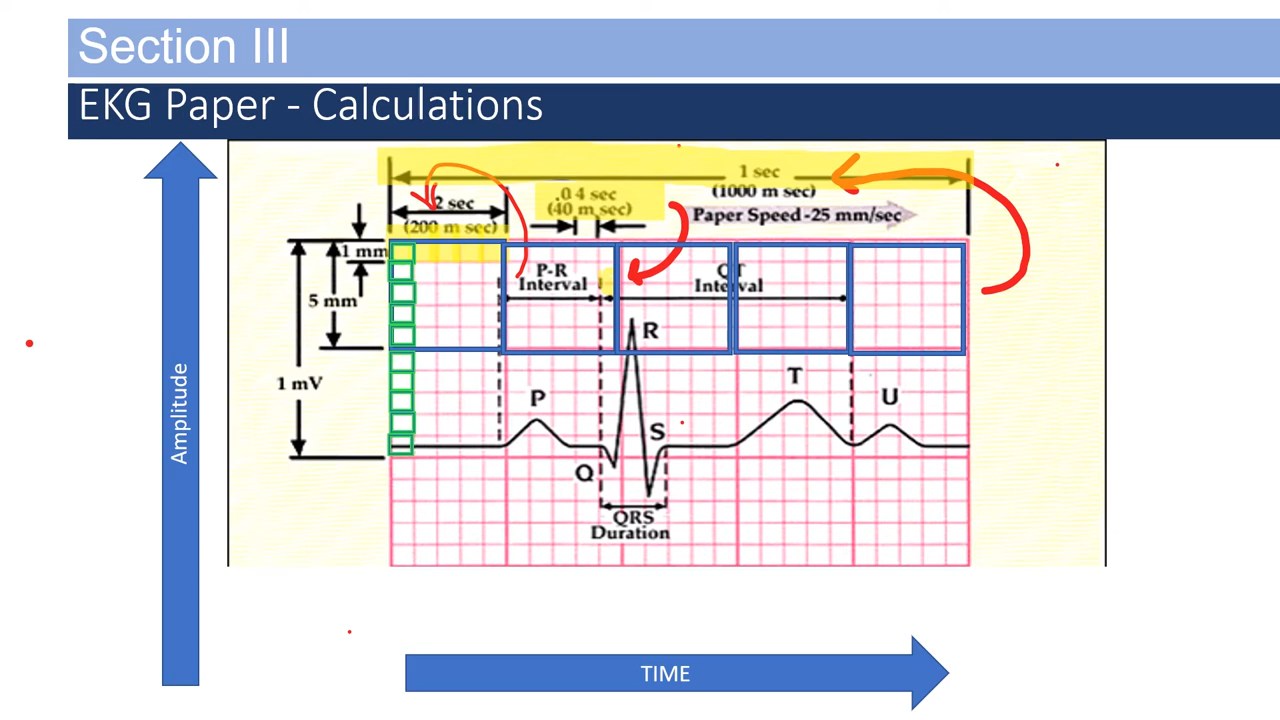 Section III
EKG Paper - Calculations
1 sec
(1000 m sec)
.04 sec
(40 m sec)
2 sec
(200 m sec)
Paper Speed -25 mm/sec
1 mm
5 mm
1 mV
P-R
Interval
QT
Interval
R
P
T
U
S
Q
QRS
Duration
Amplitude
TIME